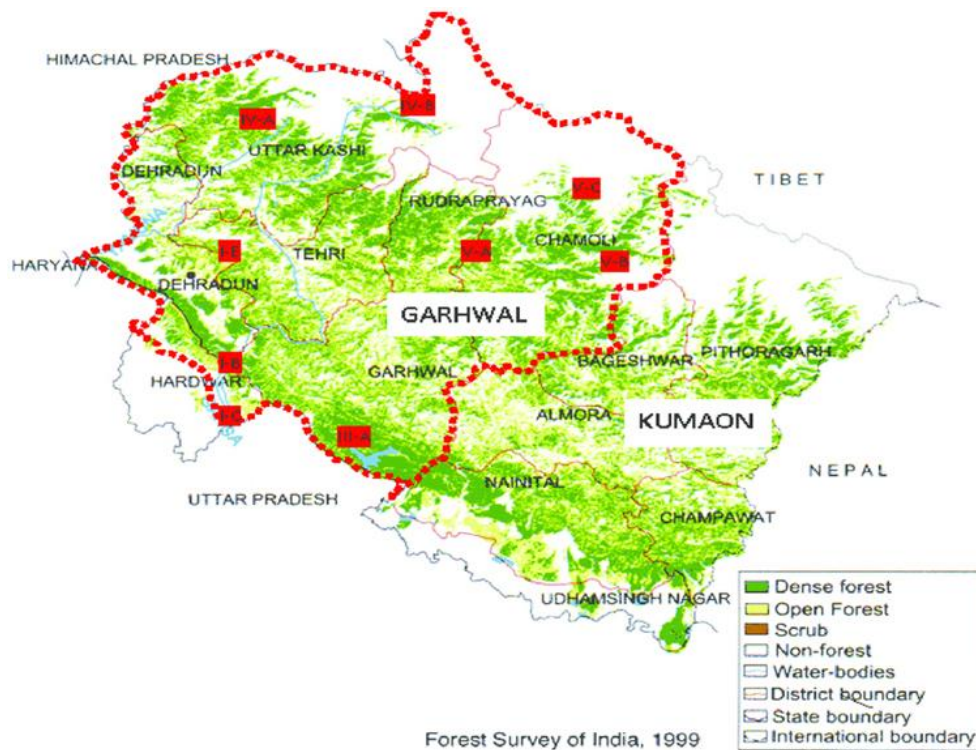 HIMACHAL PRADESH
IV-B
IV-A
UTTAR KASHI
DEHRADUN
TIBET
V-C
RUDRAPRAYAG
CHAMOLI
I-E
V-A
TEHRI
V-B
HARYANA
DEHRADUN
GARHWAL
BAGESHWAR
PITHORAGARH
I-B
GARHWAL
HARDWAR
ALMORA
KUMAON
I-C
III-A
NEPAL
NAINITAL
UTTAR PRADESH
CHAMPAWAT
UDHAMSINGH NAGAR
Dense forest
Open Forest
Scrub
Non-forest
Water-bodies
District boundary
State boundary
International boundary
Forest Survey of India, 1999